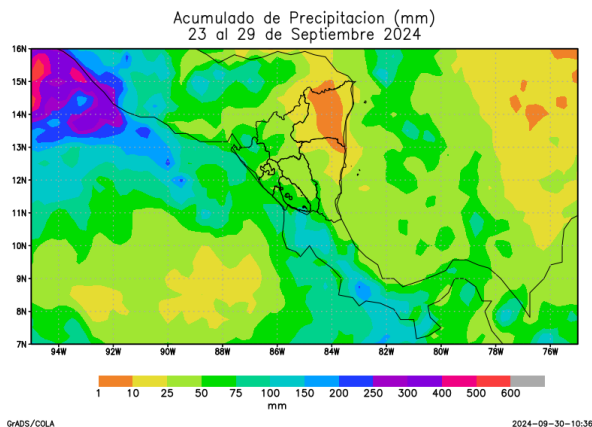 Acumulado de Precipitacion (mm)
23 al 29 de Septiembre 2024
16N
15N
14N
13N
12N
11N
10N
9N
8N
7N
94W 92W 90W 88W 86W 84W 82W 80W 78W 76W
1 10 25 50 75 100 150 200 250 300 400 500 600
mm
GrADS/COLA 2024-09-30-10:36